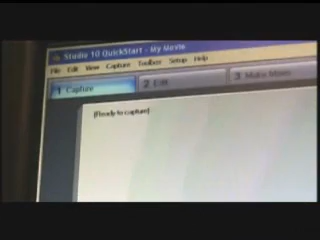 Studio 10 QuickStart - My Movie
File Edit View Capture Toolbox Setup Help
1 Capture 2 Edit 3 Make Movie
(Ready to capture)